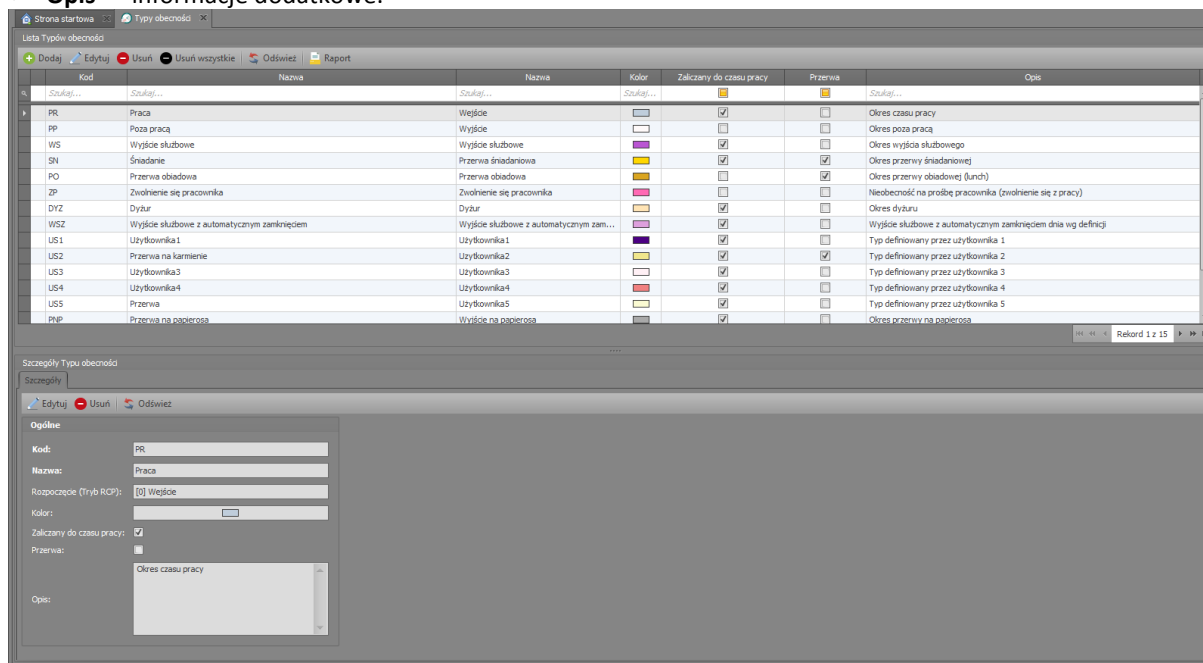 Opis – informacje dodatkowe.
Strona startowa Typy obecności
Lista Typów obecności
Dodaj Edytuj Usuń Usuń wszystkie Odśwież Raport
Kod Nazwa Nazwa Kolor Zaliczany do czasu pracy Przerwa Opis
Szukaj... Szukaj... Szukaj... Szukaj... Szukaj...
PR Praca Wejście Okres czasu pracy
PP Poza pracą Wyjście Okres poza pracą
WS Wyjście służbowe Wyjście służbowe Okres wyjścia służbowego
SN Śniadanie Przerwa śniadaniowa Okres przerwy śniadaniowej
PO Przerwa obiadowa Przerwa obiadowa Okres przerwy obiadowej (lunch)
ZP Zwolnienie się pracownika Zwolnienie się pracownika Nieobecność na prośbę pracownika (zwolnienie się z pracy)
DYZ Dyżur Dyżur Okres dyżuru
WSZ Wyjście służbowe z automatycznym zamknięciem Wyjście służbowe z automatycznym zam... Wyjście służbowe z automatycznym zamknięciem dnia wg definicji
US1 Użytkownika1 Użytkownika1 Typ definiowany przez użytkownika 1
US2 Przerwa na karmienie Użytkownika2 Typ definiowany przez użytkownika 2
US3 Użytkownika3 Użytkownika3 Typ definiowany przez użytkownika 3
US4 Użytkownika4 Użytkownika4 Typ definiowany przez użytkownika 4
US5 Przerwa Użytkownika5 Typ definiowany przez użytkownika 5
PNP Przerwa na papierosa Wyjście na papierosa Okres przerwy na papierosa
Rekord 1 z 15
Szczegóły Typu obecności
Szczegóły
Edytuj Usuń Odśwież
Ogólne
Kod: PR
Nazwa: Praca
Rozpoczęcie (Tryb RCP): [0] Wejście
Kolor:
Zaliczany do czasu pracy:
Przerwa:
Okres czasu pracy
Opis: